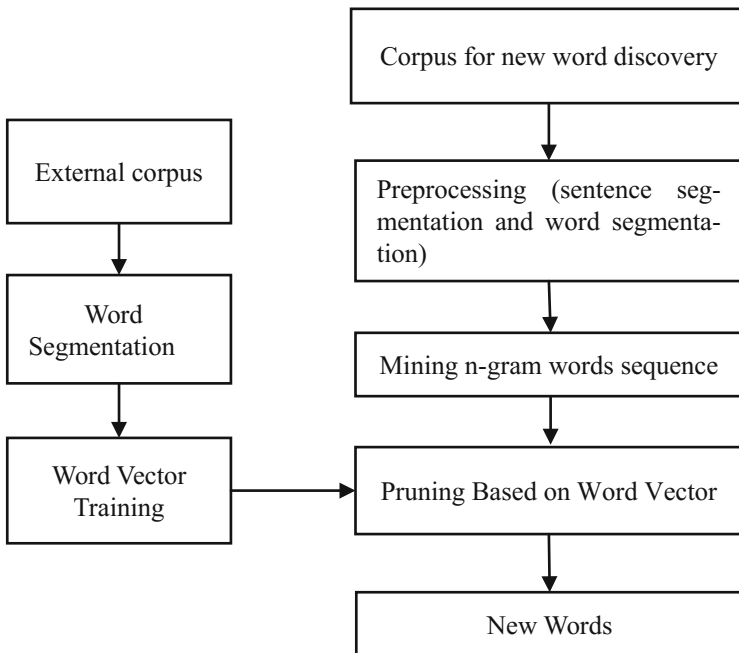 Corpus for new word discovery
External corpus
Preprocessing (sentence seg-
mentation and word segmenta-
tion)
Word
Segmentation
Mining n-gram words sequence
Word Vector
Training
Pruning Based on Word Vector
New Words